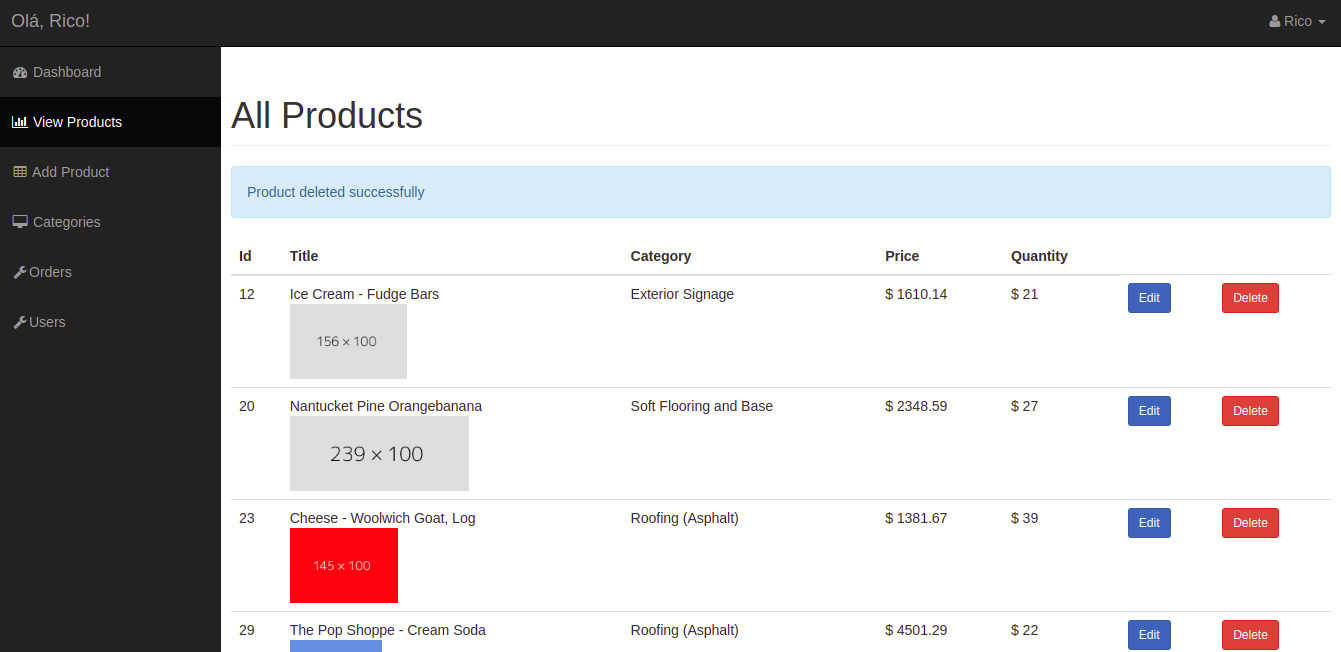 Olá, Rico!
Rico
Dashboard
View Products
Add Product
Categories
Orders
Users
All Products
Product deleted successfully
Id Title Category Price Quantity
12 Ice Cream - Fudge Bars Exterior Signage $ 1610.14 $ 21 Edit Delete
156 × 100
20 Nantucket Pine Orangebanana Soft Flooring and Base $ 2348.59 $ 27 Edit Delete
239 × 100
23 Cheese - Woolwich Goat, Log Roofing (Asphalt) $ 1381.67 $ 39 Edit Delete
145 × 100
29 The Pop Shoppe - Cream Soda Roofing (Asphalt) $ 4501.29 $ 22 Edit Delete